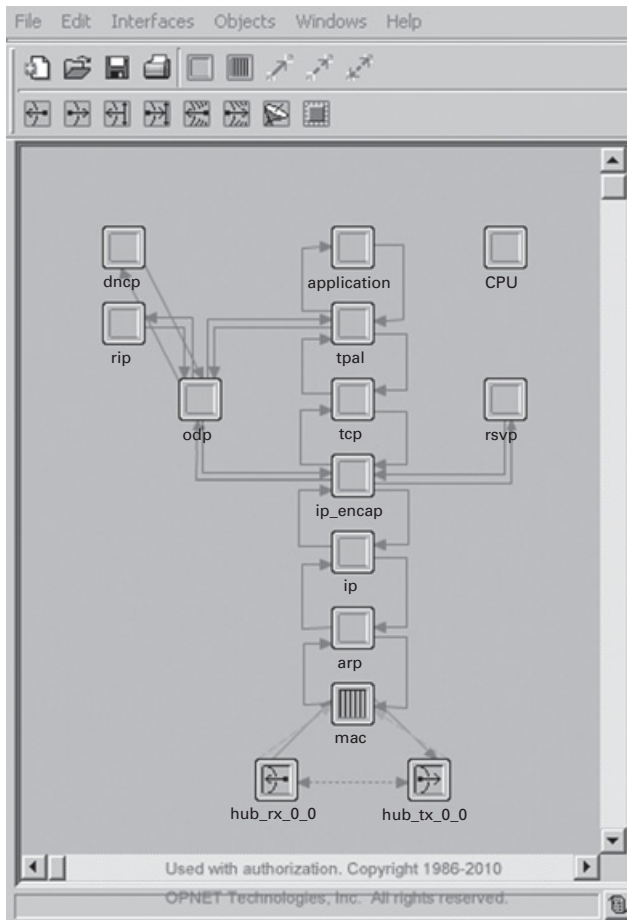 File Edit Interfaces Objects Windows Help
dncp
application
CPU
rip
tpal
odp
tcp
rsvp
ip_encap
ip
arp
mac
hub_rx_0_0
hub_tx_0_0
Used with authorization. Copyright 1986-2010
OPNET Technologies, Inc. All rights reserved.